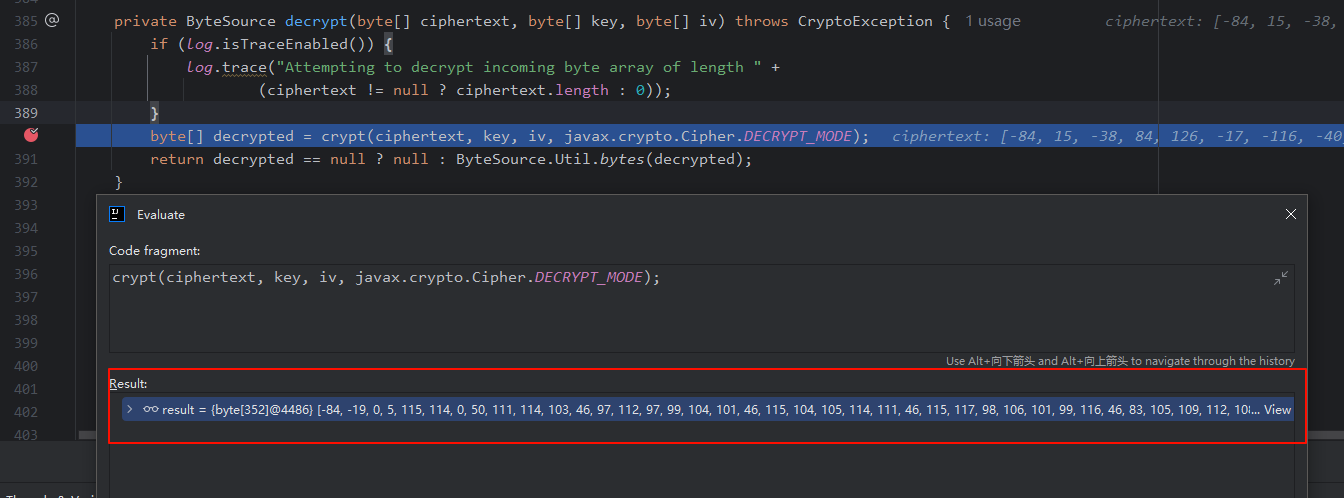 385 @ private ByteSource decrypt(byte[] ciphertext, byte[] key, byte[] iv) throws CryptoException { 1 usage ciphertext: [-84, 15, -38,
386 if (log.isTraceEnabled()) {
387 log.trace("Attempting to decrypt incoming byte array of length " +
388 (ciphertext != null ? ciphertext.length : 0));
389 }
byte[] decrypted = crypt(ciphertext, key, iv, javax.crypto.Cipher.DECRYPT_MODE); ciphertext: [-84, 15, -38, 84, 126, -17, -116, -40
391 return decrypted == null ? null : ByteSource.Util.bytes(decrypted);
392 }
393
394 Evaluate
395
Code fragment:
396 crypt(ciphertext, key, iv, javax.crypto.Cipher.DECRYPT_MODE);
397
398
399
400 Use Alt+向下箭头 and Alt+向上箭头 to navigate through the history
401 Result:
402 result = {byte[352]@4486} [-84, -19, 0, 5, 115, 114, 0, 50, 111, 114, 103, 46, 97, 112, 97, 99, 104, 101, 46, 115, 104, 105, 114, 111, 46, 115, 117, 98, 106, 101, 99, 116, 46, 83, 105, 109, 112, ... View
403